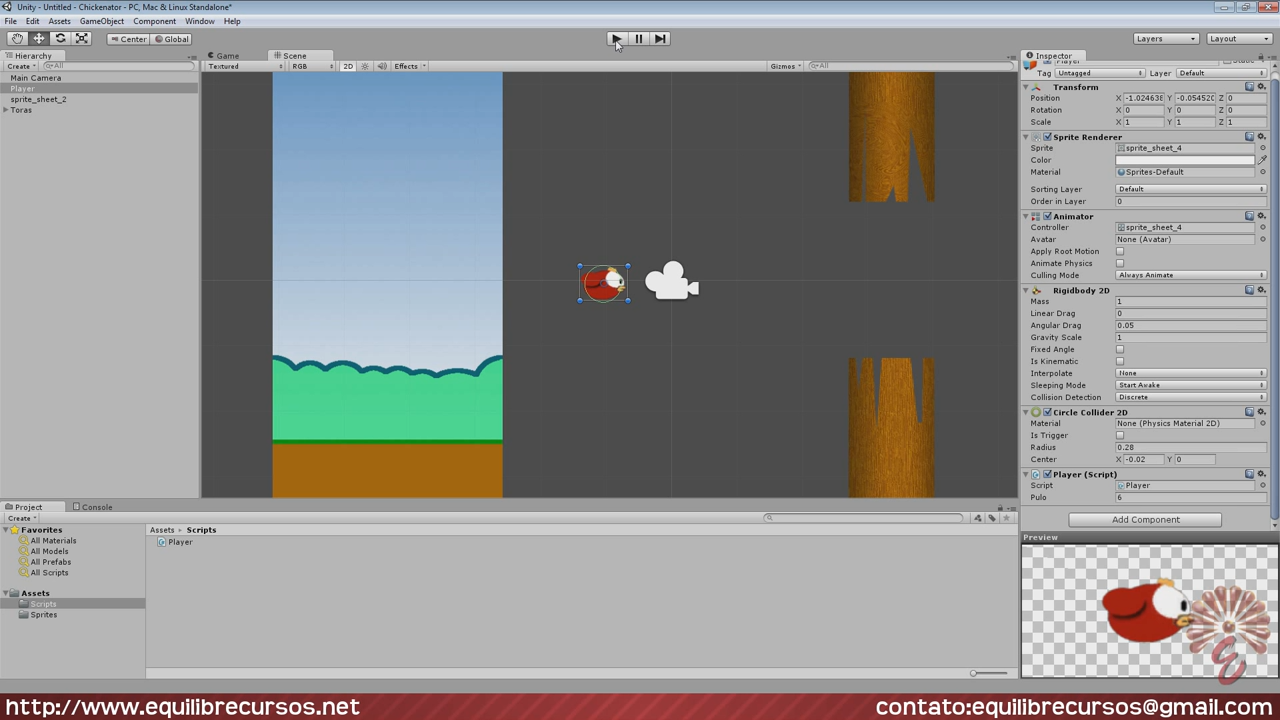 Unity - Untitled - Chickenator - PC, Mac & Linux Standalone*
File Edit Assets GameObject Component Window Help
Center Global Layers Layout
Hierarchy
Create All
Main Camera
Player
sprite_sheet_2
Toras
Game Scene
Textured RGB 2D Effects Gizmos All
Inspector
Tag Untagged Layer Default
Transform
Position X -1.024638 Y -0.05452 Z 0
Rotation X 0 Y 0 Z 0
Scale X 1 Y 1 Z 1
Sprite Renderer
Sprite sprite_sheet_4
Color
Material Sprites-Default
Sorting Layer Default
Order in Layer 0
Animator
Controller sprite_sheet_4
Avatar None (Avatar)
Apply Root Motion
Animate Physics
Culling Mode Always Animate
Rigidbody 2D
Mass 1
Linear Drag 0
Angular Drag 0.05
Gravity Scale 1
Fixed Angle
Is Kinematic
Interpolate None
Sleeping Mode Start Awake
Collision Detection Discrete
Circle Collider 2D
Material None (Physics Material 2D)
Is Trigger
Radius 0.28
Center X -0.02 Y 0
Player (Script)
Script Player
Pulo 6
Add Component
Preview
Project Console
Create
Favorites
All Materials
All Models
All Prefabs
All Scripts
Assets
Scripts
Sprites
Assets Scripts
Player
http://www.equilibrecursos.net contato:equilibrecursos@gmail.com